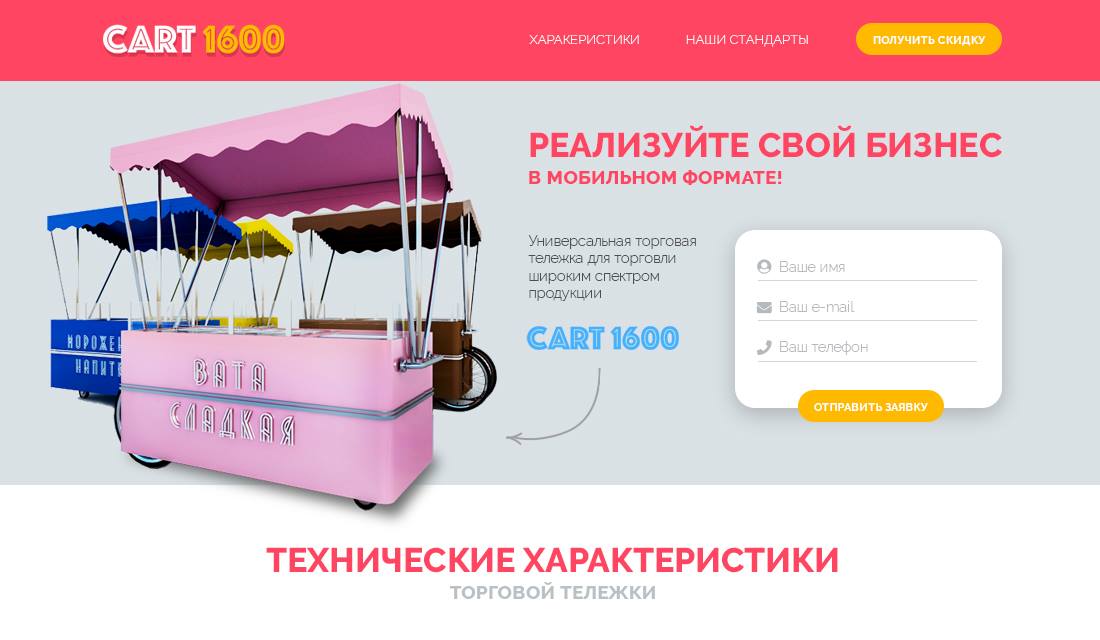 CART 1600
ХАРАКЕРИСТИКИ
НАШИ СТАНДАРТЫ
ПОЛУЧИТЬ СКИДКУ
РЕАЛИЗУЙТЕ СВОЙ БИЗНЕС
В МОБИЛЬНОМ ФОРМАТЕ!
Универсальная торговая
тележка для торговли
широким спектром
продукции
CART 1600
Ваше имя
Ваш e-mail
Ваш телефон
ОТПРАВИТЬ ЗАЯВКУ
МОРОЖЕН
НАПИТ
ВАТА
СЛАДКАЯ
ТЕХНИЧЕСКИЕ ХАРАКТЕРИСТИКИ
ТОРГОВОЙ ТЕЛЕЖКИ